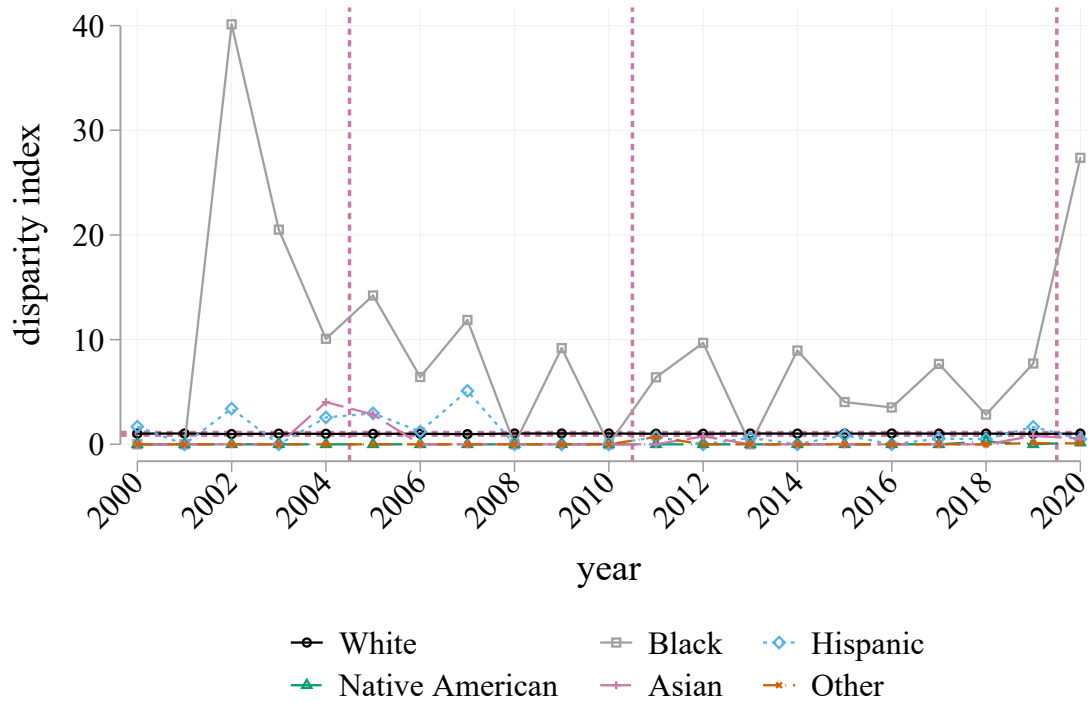 40
30
20
10
0
disparity index
2000 2002 2004 2006 2008 2010 2012 2014 2016 2018 2020
year
White Black Hispanic
Native American Asian Other